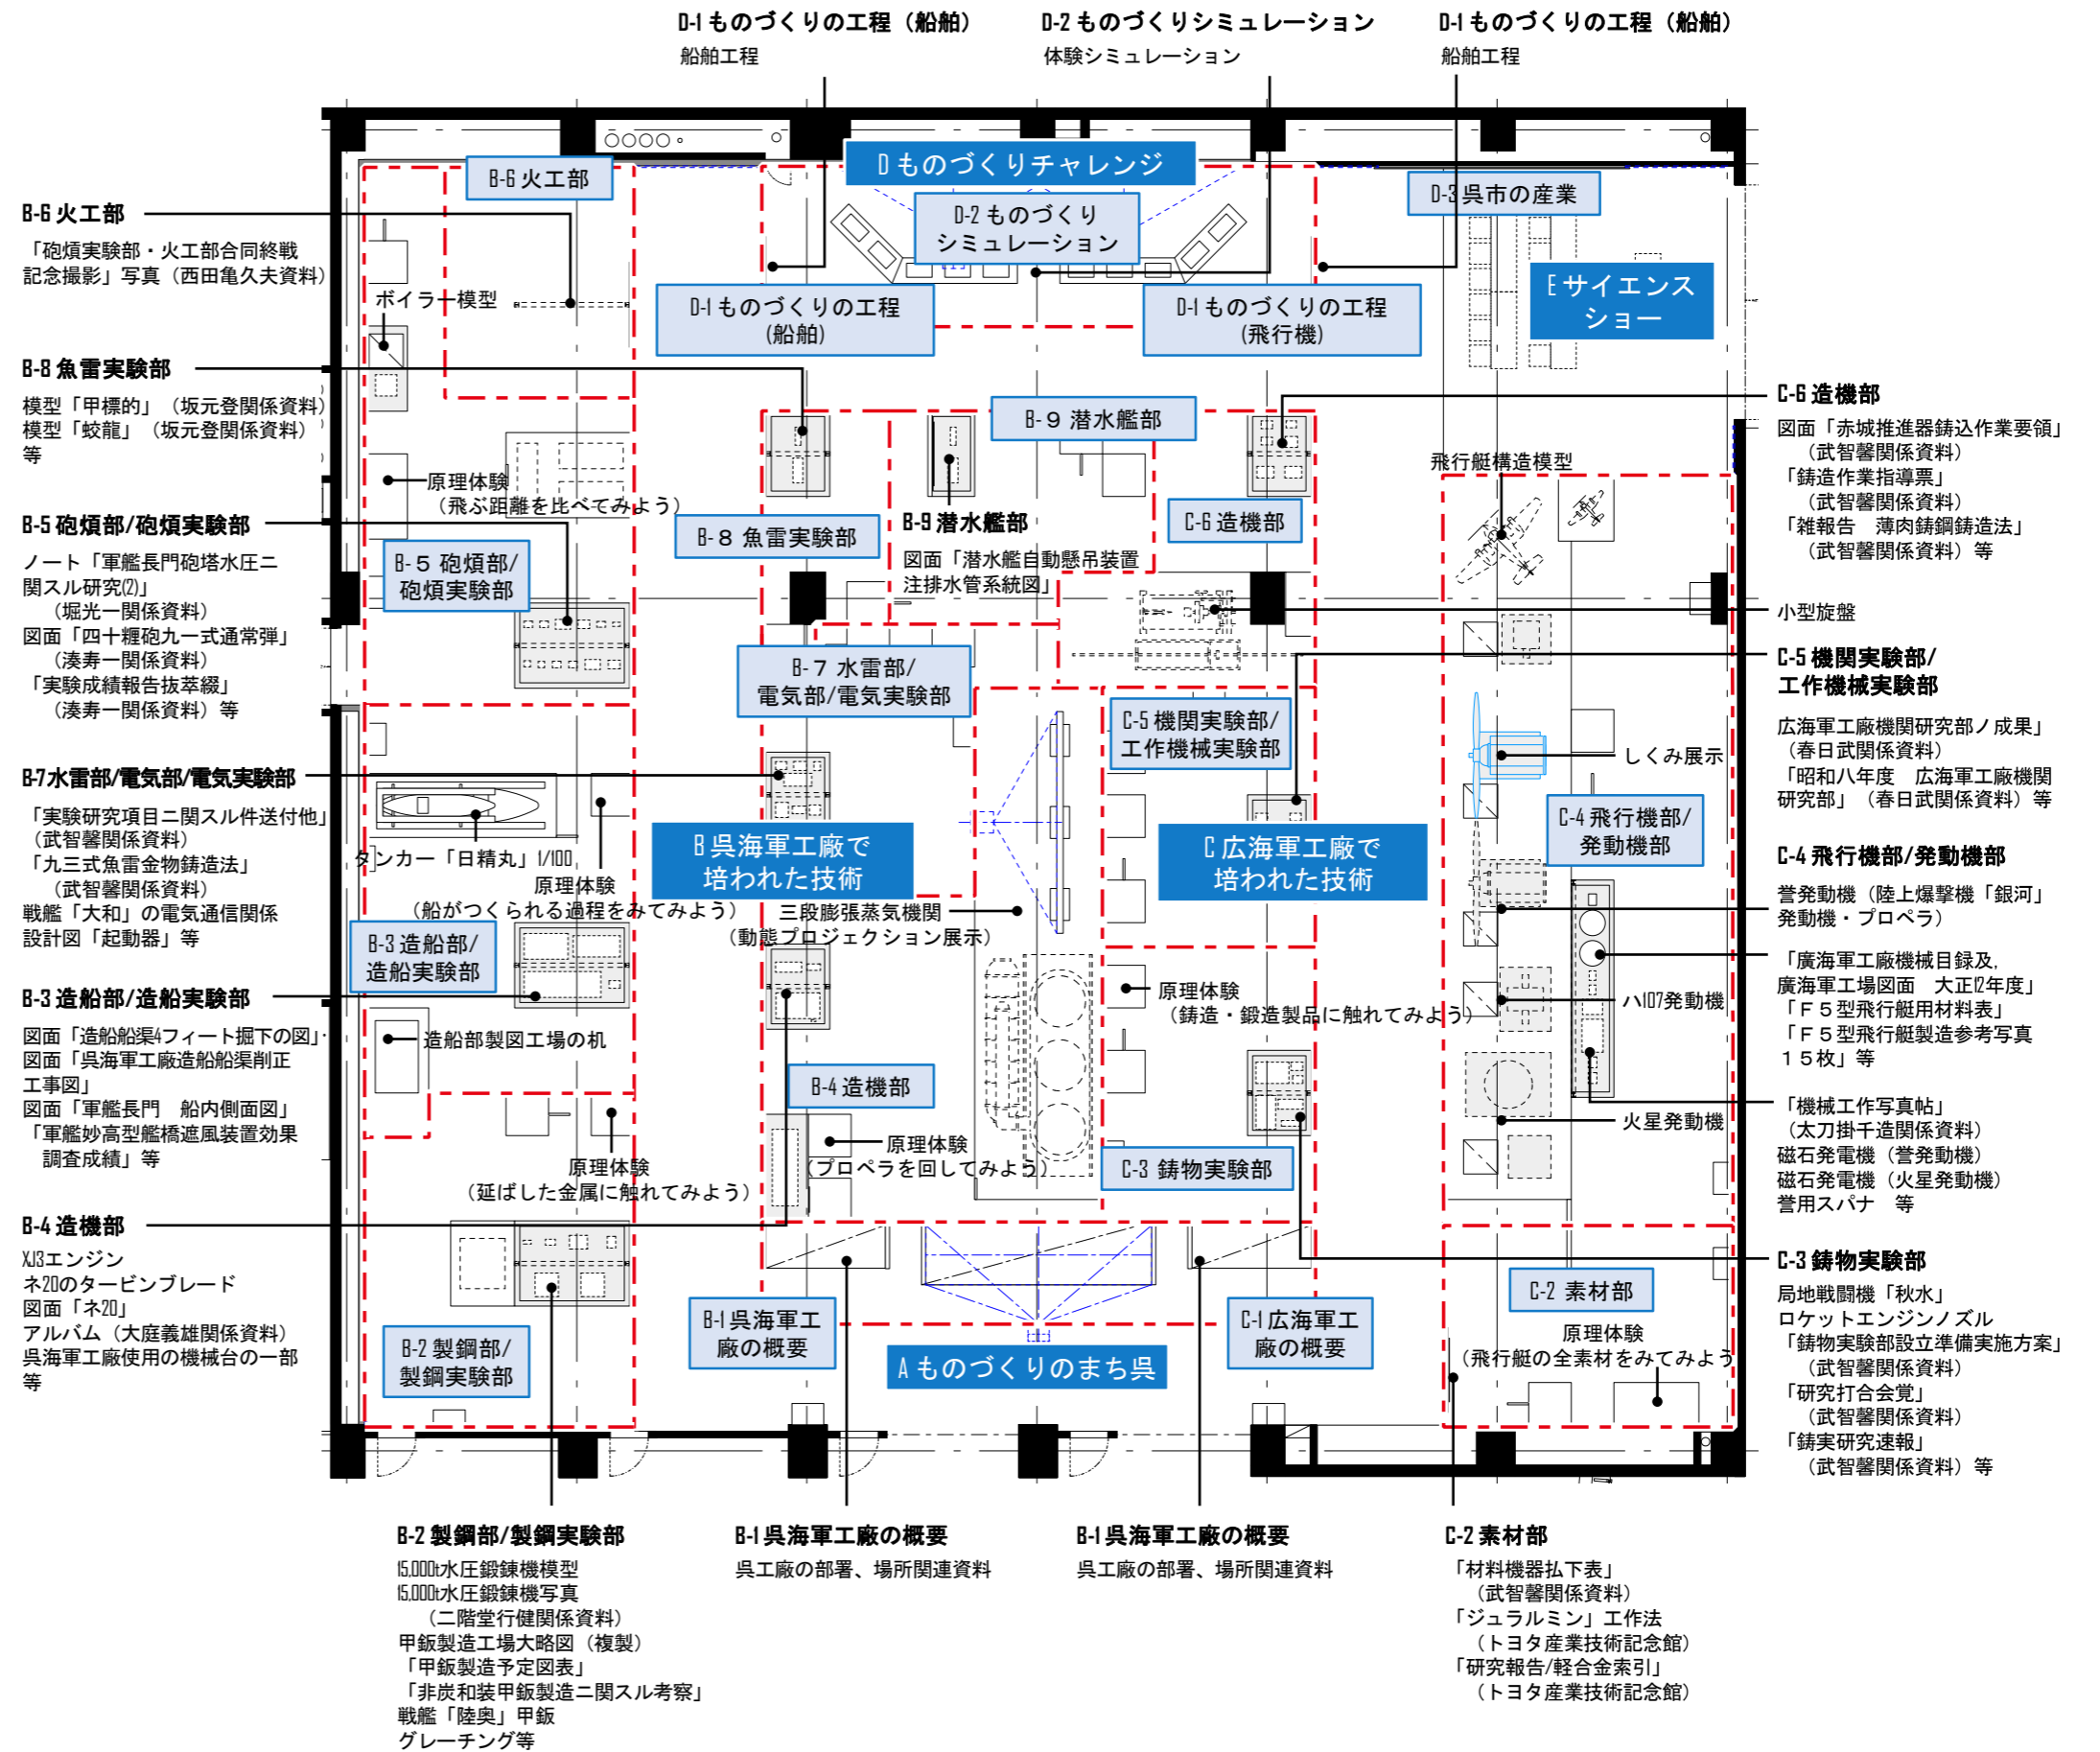 D-1 ものづくりの工程（船舶）
船舶工程
D-2 ものづくりシミュレーション
体験シミュレーション
D-1 ものづくりの工程（船舶）
船舶工程
B-6 火工部
「砲熕実験部・火工部合同終戦
記念撮影」写真（西田亀久夫資料）
B-8 魚雷実験部
模型「甲標的」（坂元登関係資料）
模型「蛟龍」（坂元登関係資料）
等
B-5 砲熕部/砲熕実験部
ノート「軍艦長門砲塔水圧ニ
関スル研究(2)」
（堀光一関係資料）
図面「四十糎砲九一式通常弾」
（湊寿一関係資料）
「実験成績報告抜萃綴」
（湊寿一関係資料）等
B-7水雷部/電気部/電気実験部
「実験研究項目ニ関スル件送付他」
（武智馨関係資料）
「九三式魚雷金物鋳造法」
（武智馨関係資料）
戦艦「大和」の電気通信関係
設計図「起動器」等
B-3 造船部/造船実験部
図面「造船船渠4フィート掘下の図」
図面「呉海軍工廠造船船渠削正
工事図」
図面「軍艦長門　船内側面図」
「軍艦妙高型艦橋遮風装置効果
調査成績」等
B-4 造機部
XJ3エンジン
ネ20のタービンブレード
図面「ネ20」
アルバム（大庭義雄関係資料）
呉海軍工廠使用の機械台の一部
等
B-6 火工部
ボイラー模型
D ものづくりチャレンジ
D-2 ものづくり
シミュレーション
D-1 ものづくりの工程
(船舶)
D-1 ものづくりの工程
(飛行機)
D-3 呉市の産業
E サイエンス
ショー
原理体験
（飛ぶ距離を比べてみよう）
B-５ 砲熕部/
砲熕実験部
B-８ 魚雷実験部
B-９ 潜水艦部
B-9 潜水艦部
図面「潜水艦自動懸吊装置
注排水管系統図」
C-6 造機部
飛行艇構造模型
B-７ 水雷部/
電気部/電気実験部
C-5 機関実験部/
工作機械実験部
しくみ展示
C-4 飛行機部/
発動機部
タンカー「日精丸」1/100
原理体験
（船がつくられる過程をみてみよう）
B 呉海軍工廠で
培われた技術
C 広海軍工廠で
培われた技術
三段膨張蒸気機関
（動態プロジェクション展示）
B-3 造船部/
造船実験部
造船部製図工場の机
原理体験
（鋳造・鍛造製品に触れてみよう）
ハ107発動機
B-4 造機部
原理体験
（プロペラを回してみよう）
火星発動機
C-3 鋳物実験部
原理体験
（延ばした金属に触れてみよう）
B-2 製鋼部/
製鋼実験部
B-1 呉海軍工
廠の概要
A ものづくりのまち呉
C-1 広海軍工
廠の概要
C-2 素材部
原理体験
（飛行艇の全素材をみてみよう
C-6 造機部
図面「赤城推進器鋳込作業要領」
（武智馨関係資料）
「鋳造作業指導票」
（武智馨関係資料）
「雑報告　薄肉鋳鋼鋳造法」
（武智馨関係資料）等
小型旋盤
C-5 機関実験部/
工作機械実験部
広海軍工廠機関研究部ノ成果」
（春日武関係資料）
「昭和八年度　広海軍工廠機関
研究部」（春日武関係資料）等
C-4 飛行機部/発動機部
誉発動機（陸上爆撃機「銀河」
発動機・プロペラ）
「廣海軍工廠機械目録及,
廣海軍工場図面　大正12年度」
「Ｆ５型飛行艇用材料表」
「Ｆ５型飛行艇製造参考写真
１５枚」等
「機械工作写真帖」
（太刀掛千造関係資料）
磁石発電機（誉発動機）
磁石発電機（火星発動機）
誉用スパナ　等
C-3 鋳物実験部
局地戦闘機「秋水」
ロケットエンジンノズル
「鋳物実験部設立準備実施方案」
（武智馨関係資料）
「研究打合会覚」
（武智馨関係資料）
「鋳実研究速報」
（武智馨関係資料）等
B-2 製鋼部/製鋼実験部
15,000t水圧鍛錬機模型
15,000t水圧鍛錬機写真
（二階堂行健関係資料）
甲鈑製造工場大略図（複製）
「甲鈑製造予定図表」
「非炭和装甲鈑製造ニ関スル考察」
戦艦「陸奥」甲鈑
グレーチング等
B-1 呉海軍工廠の概要
呉工廠の部署、場所関連資料
B-1 呉海軍工廠の概要
呉工廠の部署、場所関連資料
C-2 素材部
「材料機器払下表」
（武智馨関係資料）
「ジュラルミン」工作法
（トヨタ産業技術記念館）
「研究報告/軽合金索引」
（トヨタ産業技術記念館）